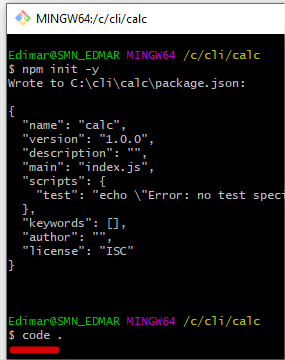 MINGW64:/c/cli/calc
Edimar@SMN_EDMAR MINGW64 /c/cli/calc
$ npm init -y
Wrote to C:\cli\calc\package.json:
{
  "name": "calc",
  "version": "1.0.0",
  "description": "",
  "main": "index.js",
  "scripts": {
    "test": "echo \"Error: no test speci
  },
  "keywords": [],
  "author": "",
  "license": "ISC"
}
Edimar@SMN_EDMAR MINGW64 /c/cli/calc
$ code .